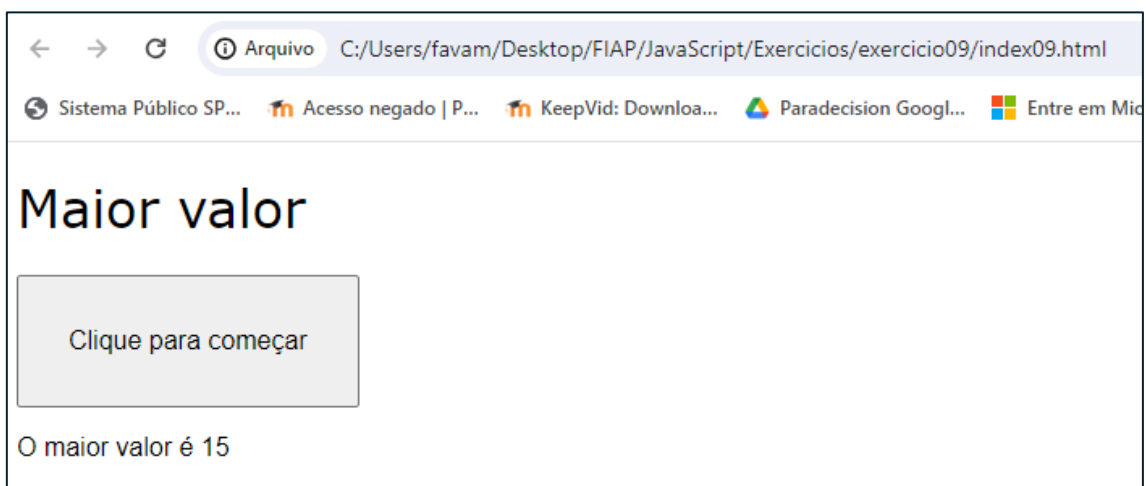 Arquivo C:/Users/favam/Desktop/FIAP/JavaScript/Exercicios/exercicio09/index09.html
Sistema Público SP... Acesso negado | P... KeepVid: Downloa... Paradecision Googl... Entre em Mic
Maior valor
Clique para começar
O maior valor é 15